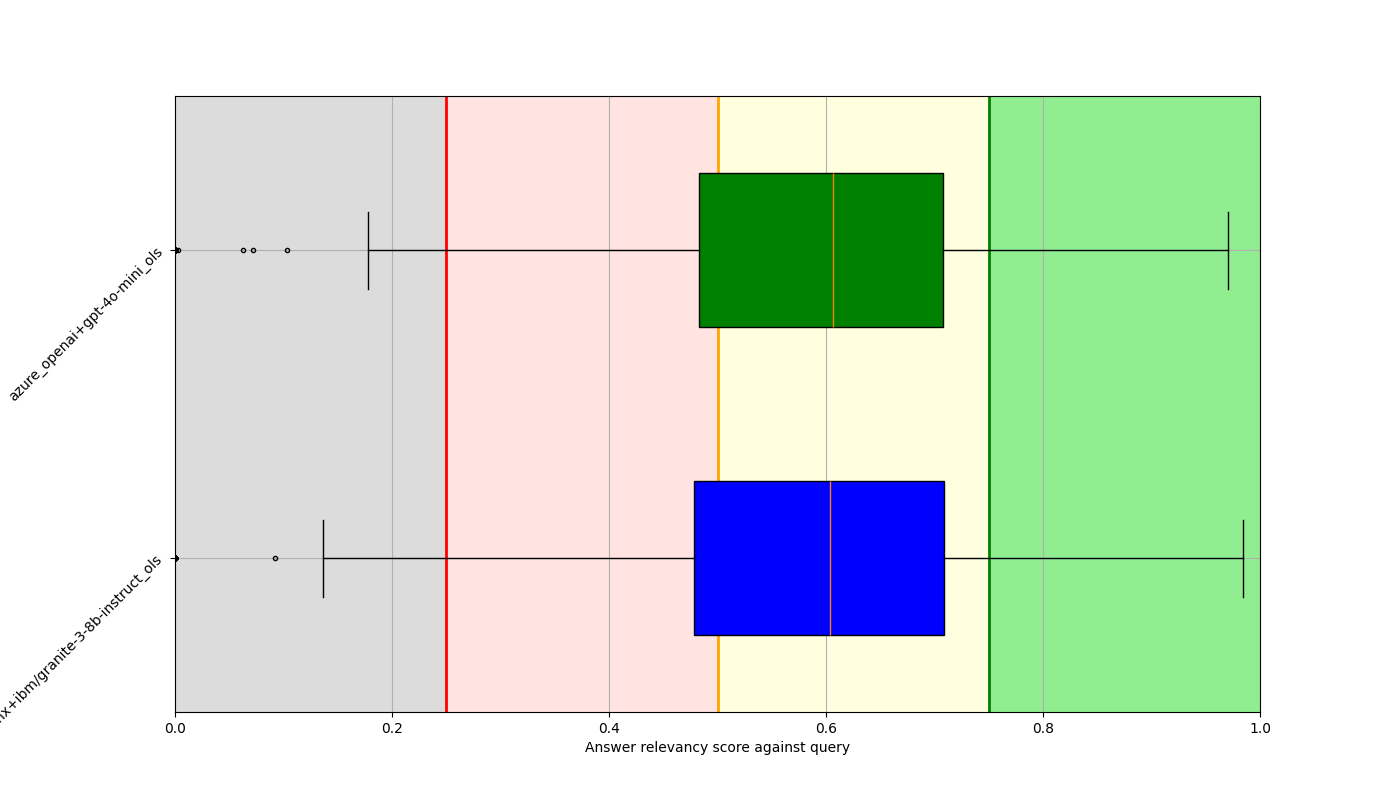 azure_openai+gpt-4o-mini_ols
x+ibm/granite-3-8b-instruct_ols
0.0 0.2 0.4 0.6 0.8 1.0
Answer relevancy score against query